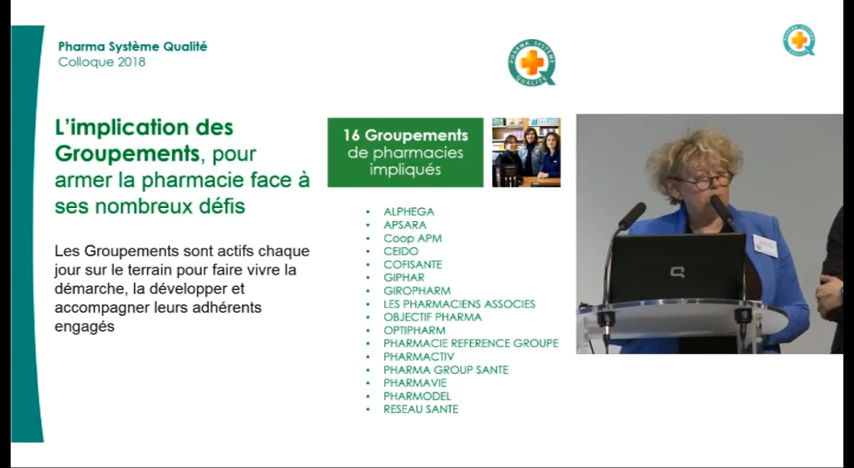 Pharma Système Qualité
Colloque 2018
PHARMA SYSTÈME
QUALITÉ
L'implication des
Groupements, pour
armer la pharmacie face à
ses nombreux défis
Les Groupements sont actifs chaque
jour sur le terrain pour faire vivre la
démarche, la développer et
accompagner leurs adhérents
engagés
16 Groupements
de pharmacies
impliqués
• ALPHEGA
• APSARA
• Coop APM
• CEIDO
• COFISANTE
• GIPHAR
• GIROPHARM
• LES PHARMACIENS ASSOCIES
• OBJECTIF PHARMA
• OPTIPHARM
• PHARMACIE REFERENCE GROUPE
• PHARMACTIV
• PHARMA GROUP SANTE
• PHARMAVIE
• PHARMODEL
• RESEAU SANTE